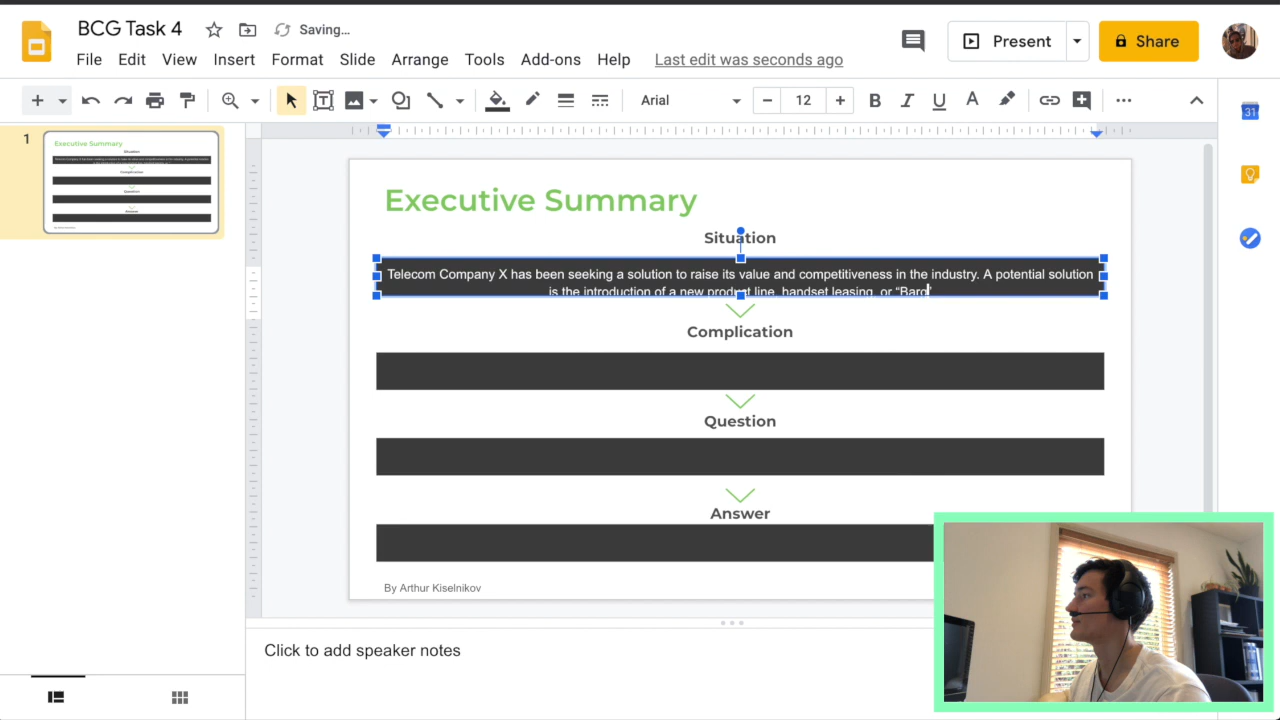 BCG Task 4
Saving…
Present
Share
File Edit View Insert Format Slide Arrange Tools Add-ons Help Last edit was seconds ago
Arial
12
31
1
Executive Summary
Situation
Telecom Company X has been seeking a solution to raise its value and competitiveness in the industry. A potential solution
is the introduction of a new product line, handset leasing, or “Barg”
Complication
Question
Answer
By Arthur Kiselnikov
Click to add speaker notes